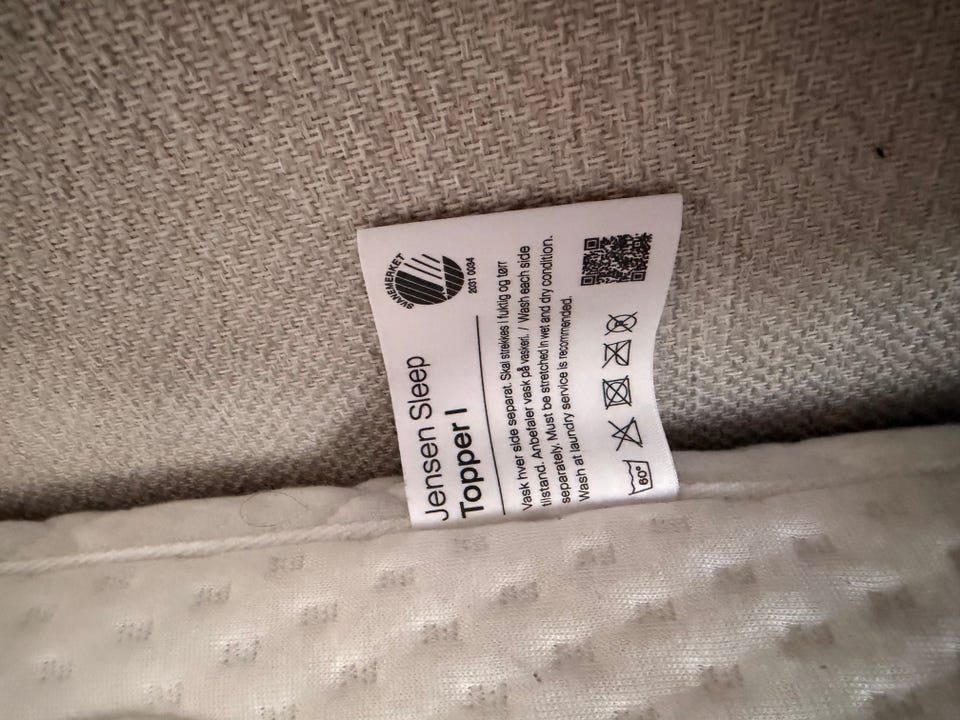 SVANEMERKET
2031 0034
Jensen Sleep
Topper I
Vask hver side separat. Skal strekkes i fuktig og tørr
tilstand. Anbefaler vask på vaskeri. / Wash each side
separately. Must be stretched in wet and dry condition.
Wash at laundry service is recommended.
60°